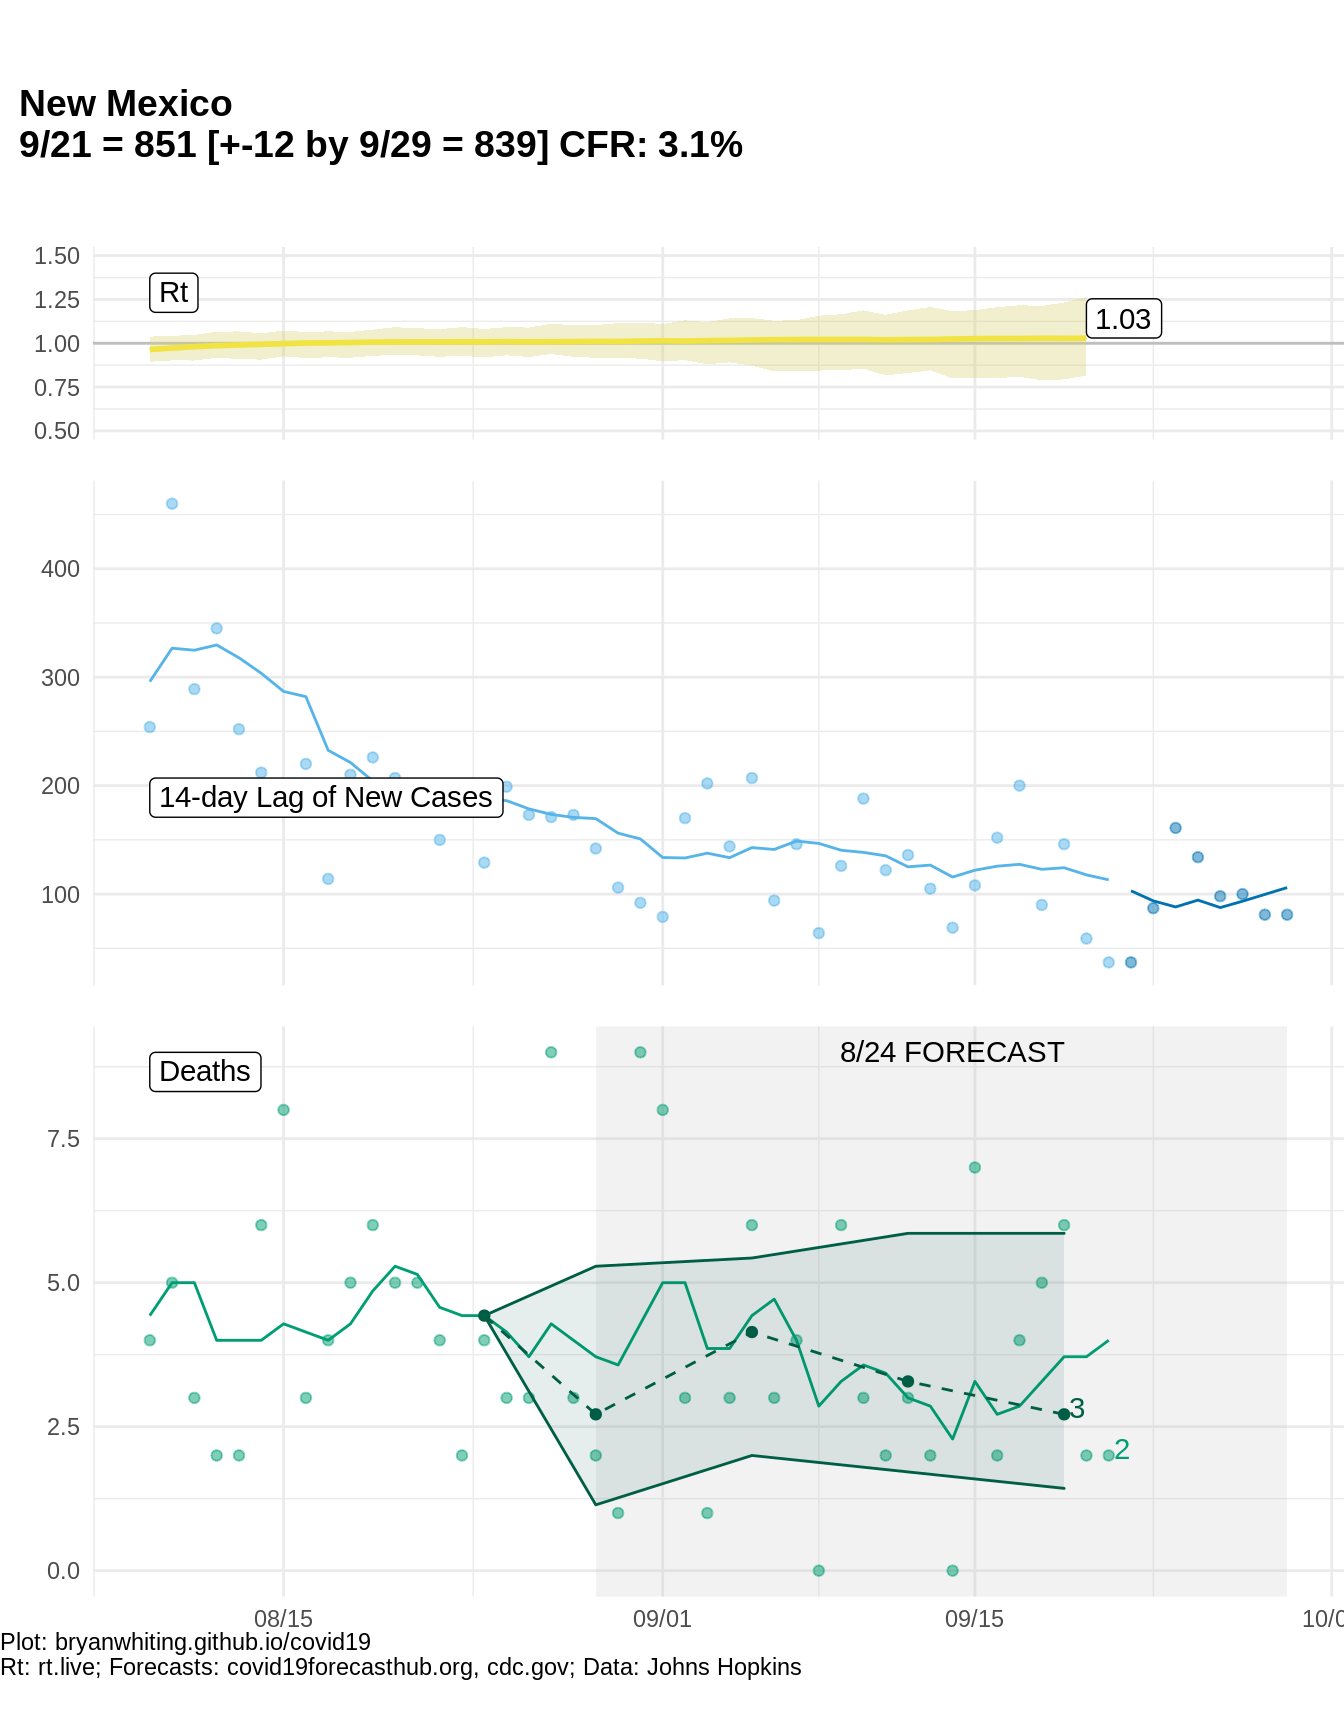 New Mexico
9/21 = 851 [+-12 by 9/29 = 839] CFR: 3.1%
1.50
1.25
1.00
0.75
0.50
Rt
1.03
400
300
200
100
14-day Lag of New Cases
Deaths
8/24 FORECAST
7.5
5.0
2.5
0.0
3
2
08/15
09/01
09/15
10/0
Plot: bryanwhiting.github.io/covid19
Rt: rt.live; Forecasts: covid19forecasthub.org, cdc.gov; Data: Johns Hopkins